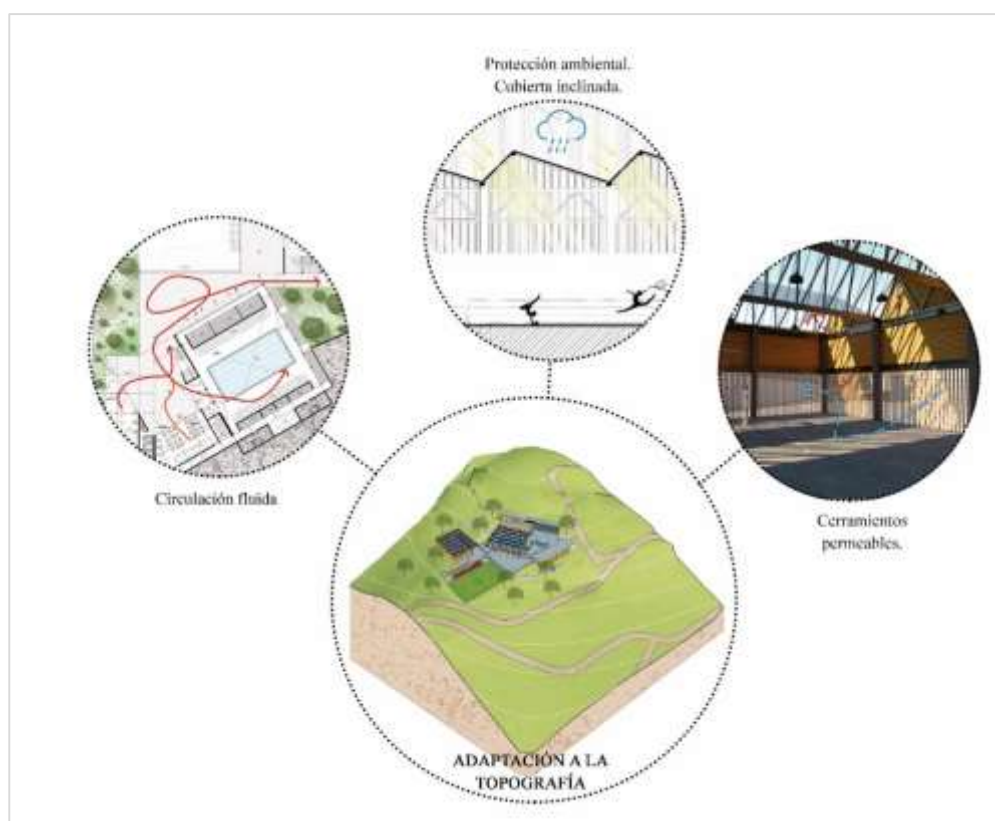 Protección ambiental.
Cubierta inclinada.
Circulación fluida
Cerramientos
permeables.
ADAPTACIÓN A LA
TOPOGRAFÍA